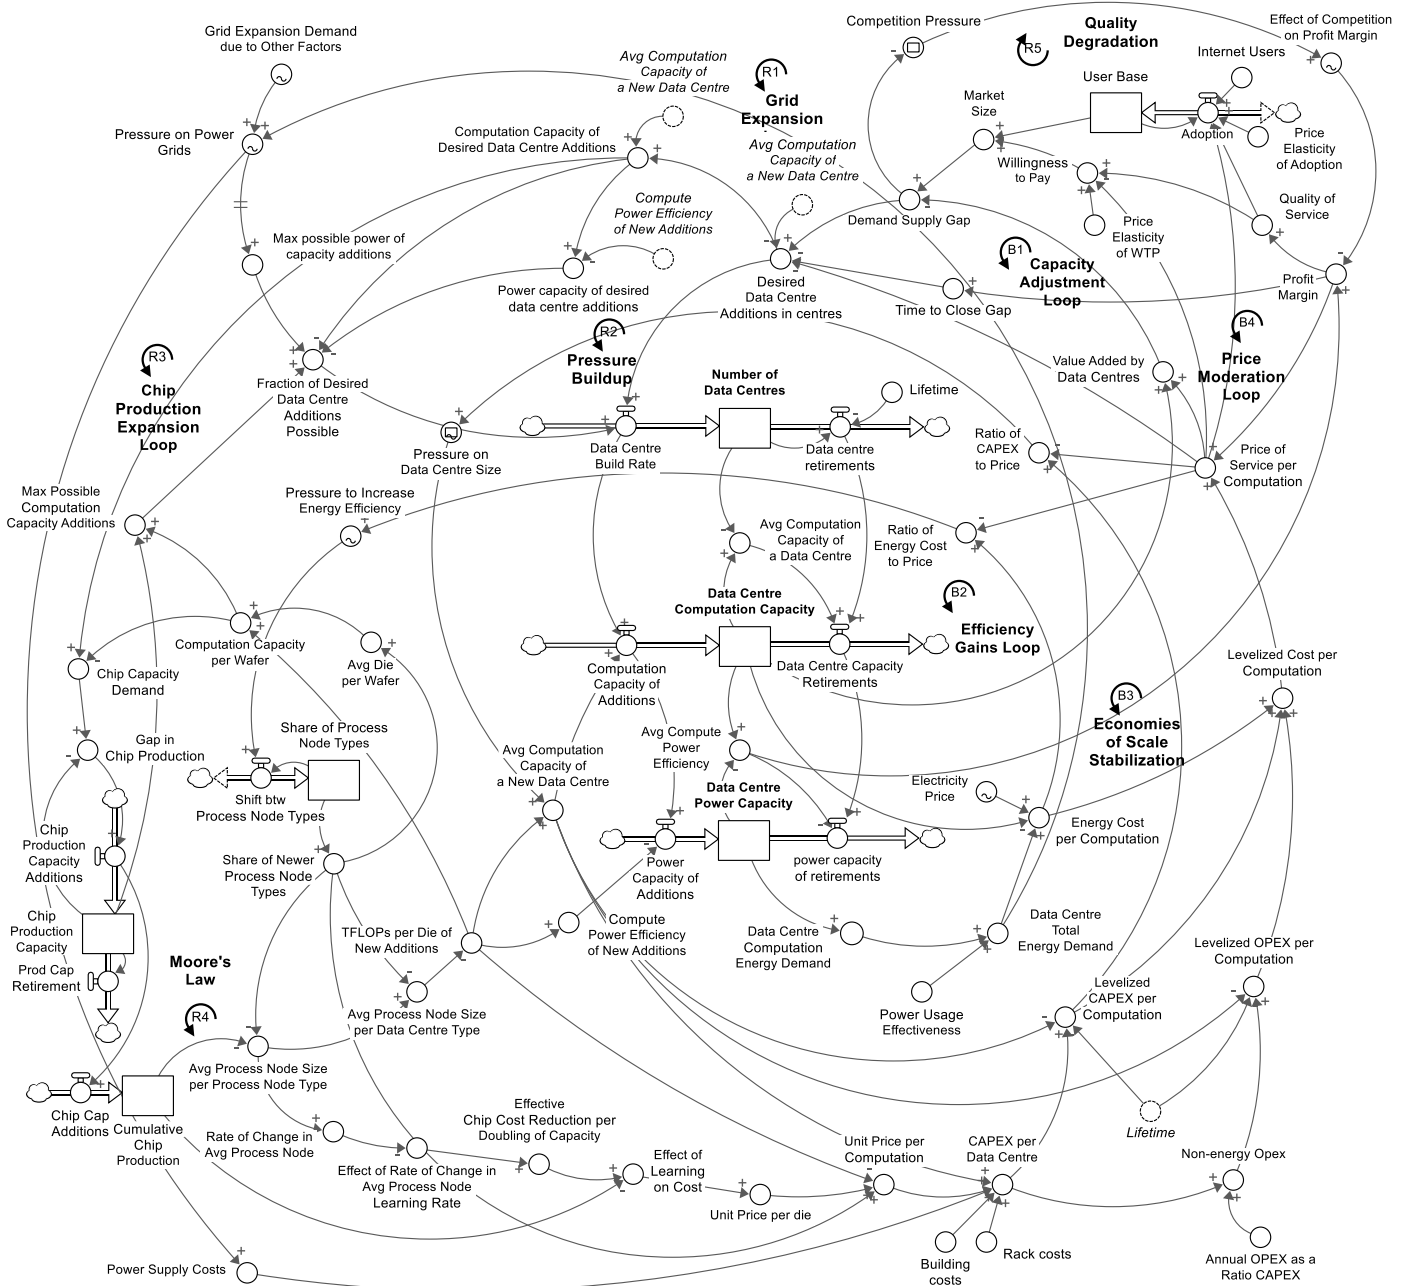 Grid Expansion Demand
due to Other Factors
Competition Pressure
Quality
Degradation
Effect of Competition
on Profit Margin
R5
Internet Users
Avg Computation
Capacity of
a New Data Centre
R1
Grid
Expansion
User Base
Market
Size
Adoption
Price
Elasticity
of Adoption
Pressure on Power
Grids
Computation Capacity of
Desired Data Centre Additions
Avg Computation
Capacity of
a New Data Centre
Willingness
to Pay
Compute
Power Efficiency
of New Additions
Demand Supply Gap
Price
Elasticity
of WTP
Quality of
Service
Max possible power of
capacity additions
B1
Capacity
Adjustment
Loop
Power capacity of desired
data centre additions
Desired
Data Centre
Additions in centres
Time to Close Gap
Profit
Margin
R3
Chip
Production
Expansion
Loop
R2
Pressure
Buildup
B4
Price
Moderation
Loop
Fraction of Desired
Data Centre
Additions
Possible
Number of
Data Centres
Lifetime
Value Added by
Data Centres
Pressure on
Data Centre Size
Data Centre
Build Rate
Data centre
retirements
Ratio of
CAPEX
to Price
Price of
Service per
Computation
Max Possible
Computation
Capacity Additions
Pressure to Increase
Energy Efficiency
Avg Computation
Capacity of
a Data Centre
Ratio of
Energy Cost
to Price
Data Centre
Computation Capacity
B2
Efficiency
Gains Loop
Computation Capacity
per Wafer
Avg Die
per Wafer
Computation
Capacity of
Additions
Data Centre Capacity
Retirements
Levelized Cost per
Computation
Chip Capacity
Demand
B3
Economies
of Scale
Stabilization
Gap in
Chip Production
Share of Process
Node Types
Avg Computation
Capacity of
a New Data Centre
Avg Compute
Power
Efficiency
Data Centre
Power Capacity
Electricity
Price
Shift btw
Process Node Types
Energy Cost
per Computation
Chip
Production
Capacity
Additions
Share of Newer
Process Node
Types
Power
Capacity of
Additions
power capacity
of retirements
Chip
Production
Capacity
TFLOPs per Die of
New Additions
Compute
Power Efficiency
of New Additions
Data Centre
Computation
Energy Demand
Data Centre
Total
Energy Demand
Levelized OPEX per
Computation
Prod Cap
Retirement
Moore's
Law
R4
Avg Process Node Size
per Data Centre Type
Power Usage
Effectiveness
Levelized
CAPEX per
Computation
Avg Process Node Size
per Process Node Type
Chip Cap
Additions
Cumulative
Chip
Production
Rate of Change in
Avg Process Node
Effective
Chip Cost Reduction per
Doubling of Capacity
Lifetime
Effect of Rate of Change in
Avg Process Node
Learning Rate
Effect of
Learning
on Cost
Unit Price per
Computation
CAPEX per
Data Centre
Non-energy Opex
Unit Price per die
Power Supply Costs
Building
costs
Rack costs
Annual OPEX as a
Ratio CAPEX